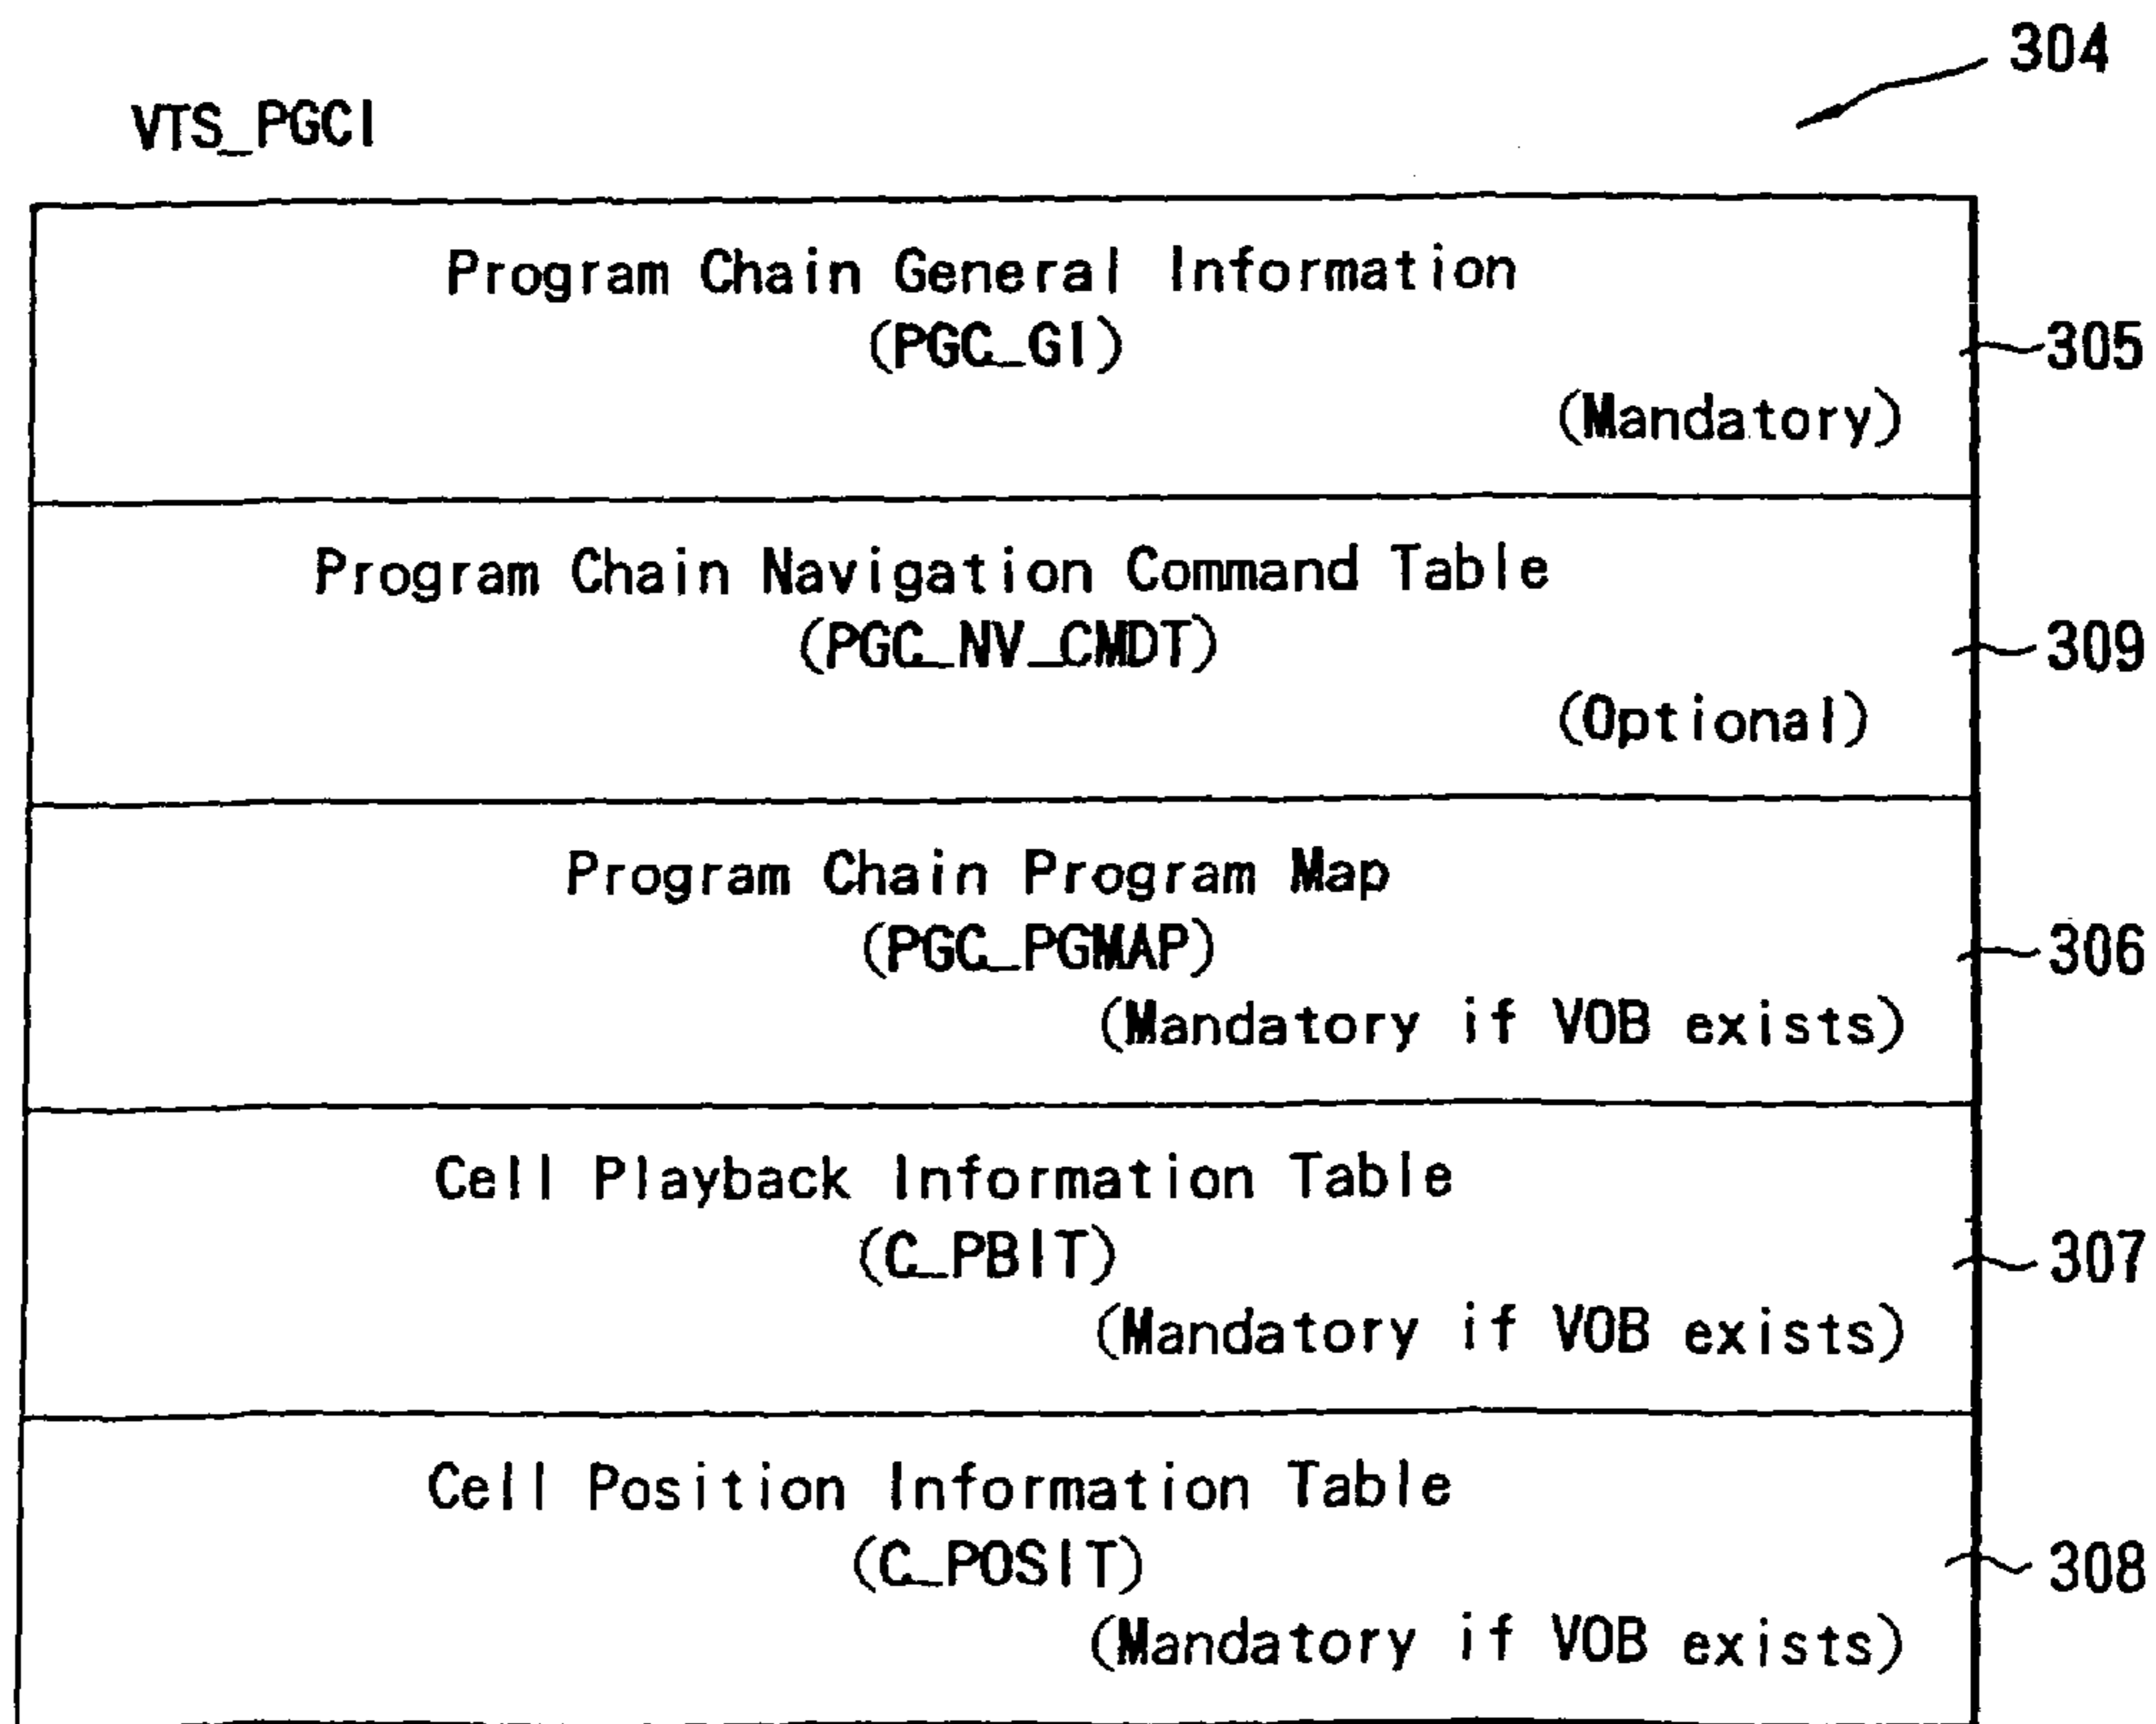 304
VTS_PGCI
Program Chain General Information
(PGC_GI)
(Mandatory)
305
Program Chain Navigation Command Table
(PGC_NV_CMDT)
(Optional)
309
Program Chain Program Map
(PGC_PGMAP)
(Mandatory if VOB exists)
306
Cell Playback Information Table
(C_PBIT)
(Mandatory if VOB exists)
307
Cell Position Information Table
(C_POSIT)
(Mandatory if VOB exists)
308